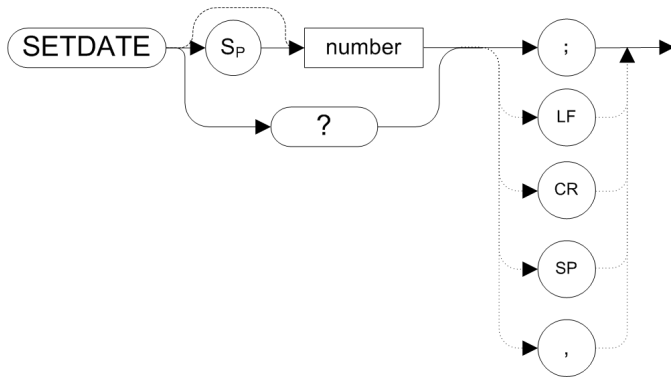 SETDATE
SP
number
;
?
LF
CR
SP
,